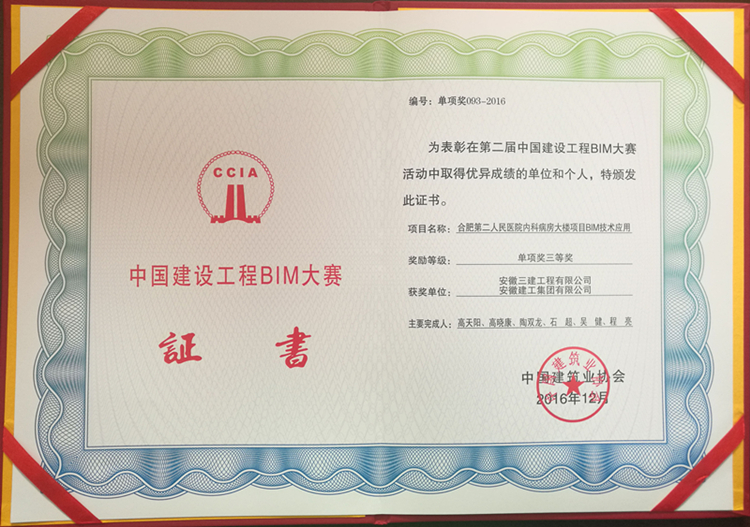 CCIA
中国建设工程BIM大赛
証 書
编号：单项奖093-2016
为表彰在第二届中国建设工程BIM大赛
活动中取得优异成绩的单位和个人，特颁发
此证书。
项目名称：合肥第二人民医院内科病房大楼项目BIM技术应用
奖励等级：单项奖三等奖
安徽三建工程有限公司
获奖单位：安徽建工集团有限公司
主要完成人：高天阳、高晓康、陶双龙、石 超、吴 健、程 亮
中国建筑业协会
2016年12月
中国建筑业协会